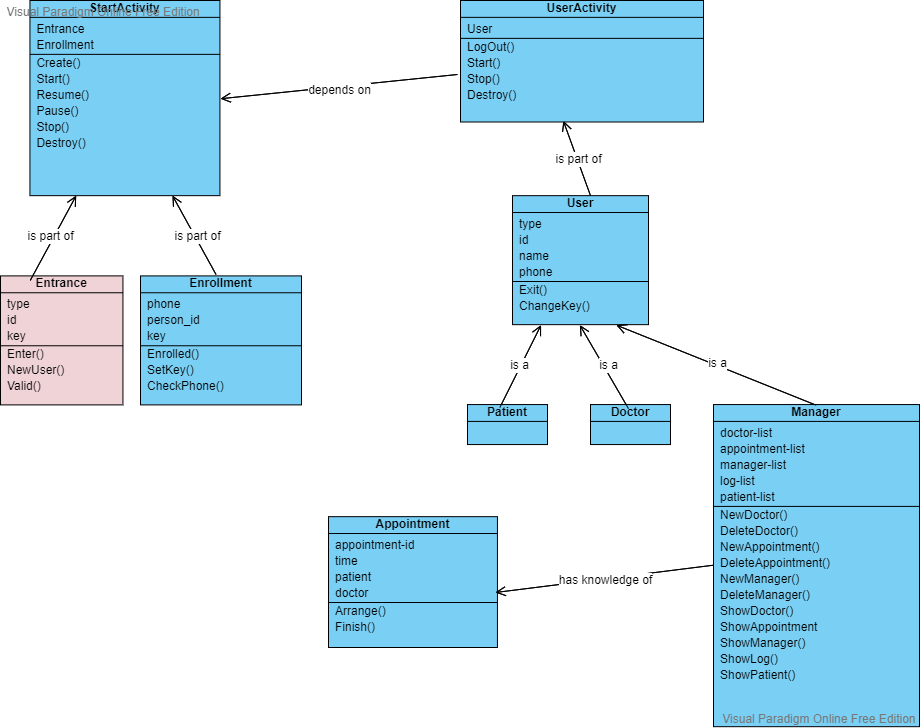 Visual Paradigm Online Free Edition
StartActivity
Entrance
Enrollment
Create()
Start()
Resume()
Pause()
Stop()
Destroy()
UserActivity
User
LogOut()
Start()
Stop()
Destroy()
depends on
is part of
is part of
is part of
User
type
id
name
phone
Exit()
ChangeKey()
Entrance
type
id
key
Enter()
NewUser()
Valid()
Enrollment
phone
person_id
key
Enrolled()
SetKey()
CheckPhone()
is a
is a
is a
Patient
Doctor
Manager
doctor-list
appointment-list
manager-list
log-list
patient-list
NewDoctor()
DeleteDoctor()
NewAppointment()
DeleteAppointment()
NewManager()
DeleteManager()
ShowDoctor()
ShowAppointment
ShowManager()
ShowLog()
ShowPatient()
Appointment
appointment-id
time
patient
doctor
Arrange()
Finish()
has knowledge of
Visual Paradigm Online Free Edition